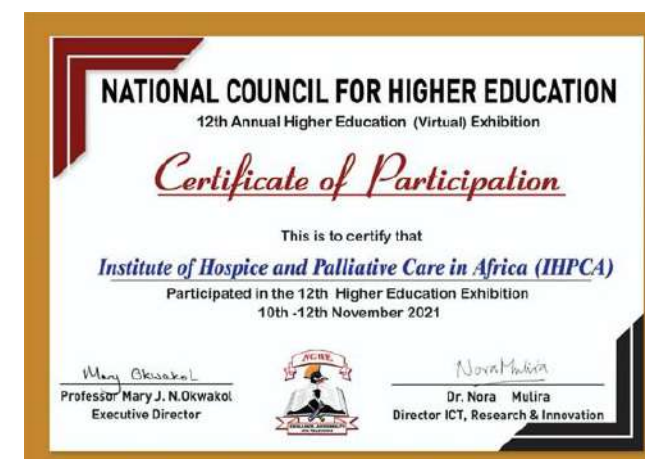 NATIONAL COUNCIL FOR HIGHER EDUCATION
12th Annual Higher Education (Virtual) Exhibition
Certificate of Participation
This is to certify that
Institute of Hospice and Palliative Care in Africa (IHPCA)
Participated in the 12th Higher Education Exhibition
10th -12th November 2021
Mary Okwakol
Professor Mary J. N.Okwakol
Executive Director
NCHE
Nora Mulira
Dr. Nora Mulira
Director ICT, Research & Innovation